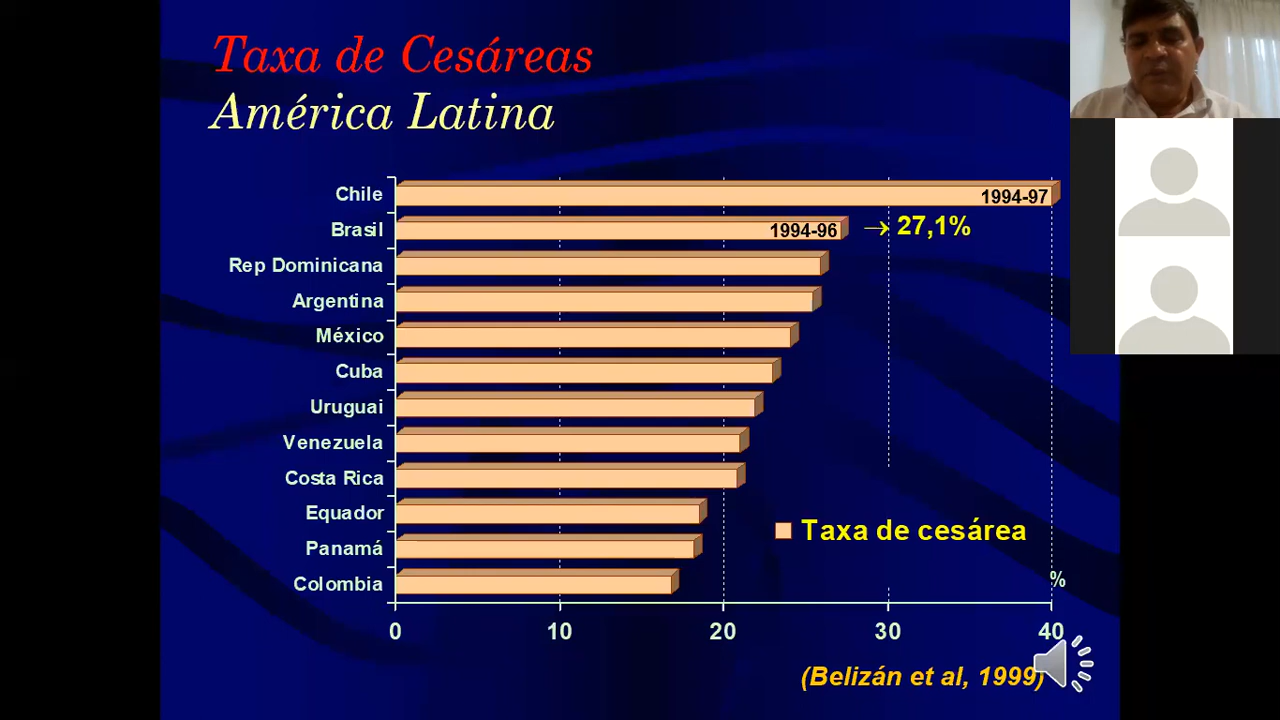 Taxa de Cesáreas
América Latina
Chile
1994-97
Brasil
1994-96
→ 27,1%
Rep Dominicana
Argentina
México
Cuba
Uruguai
Venezuela
Costa Rica
Equador
Panamá
Colombia
Taxa de cesárea
%
0 10 20 30 40
(Belizán et al, 1999)